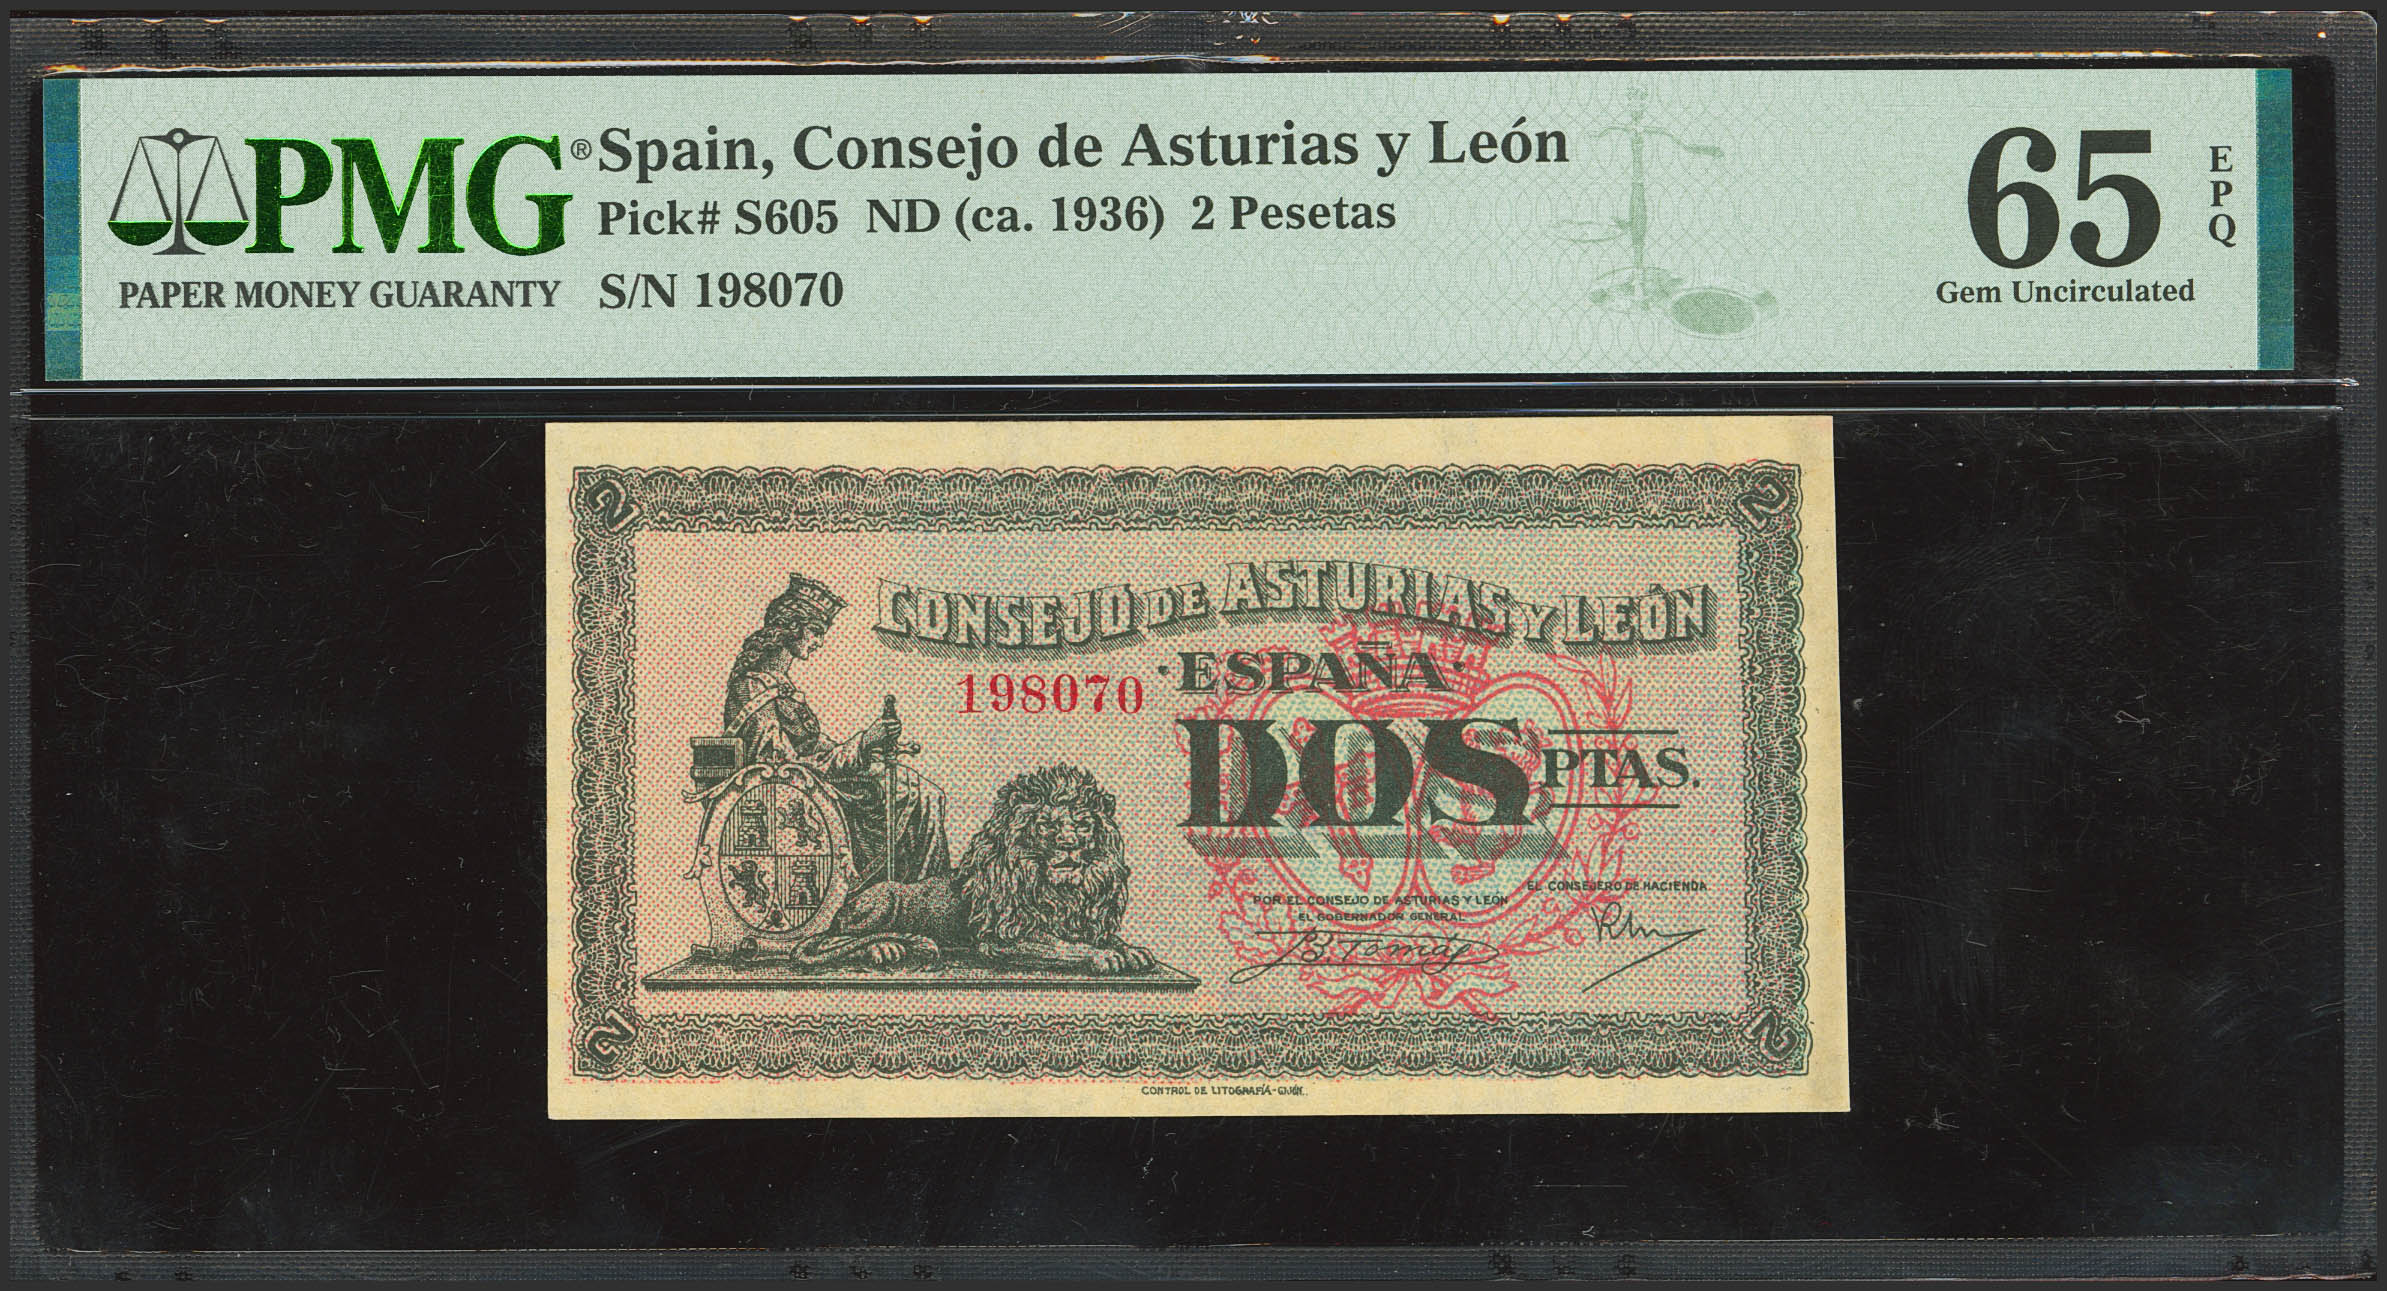 PMG®
PAPER MONEY GUARANTY
Spain, Consejo de Asturias y León
Pick# S605 ND (ca. 1936) 2 Pesetas
S/N 198070
65
EPQ
Gem Uncirculated
2
2
CONSEJO DE ASTURIAS Y LEÓN
· ESPAÑA ·
198070
DOS PTAS.
EL CONSEJERO DE HACIENDA
POR EL CONSEJO DE ASTURIAS Y LEÓN
EL GOBERNADOR GENERAL
B. Tomás
2
2
CONTROL DE LITOGRAFÍA-GIJÓN.